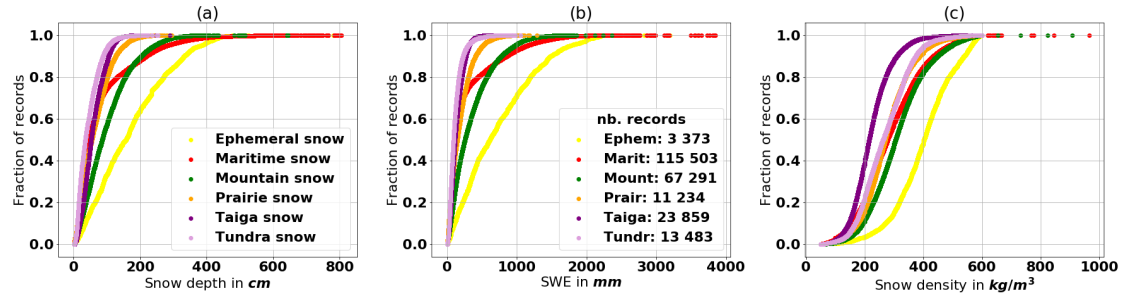 (a)
Fraction of records
1.0
0.8
0.6
0.4
0.2
0.0
Ephemeral snow
Maritime snow
Mountain snow
Prairie snow
Taiga snow
Tundra snow
0 200 400 600 800
Snow depth in cm
(b)
Fraction of records
1.0
0.8
0.6
0.4
0.2
0.0
nb. records
Ephem: 3 373
Marit: 115 503
Mount: 67 291
Prair: 11 234
Taiga: 23 859
Tundr: 13 483
0 1000 2000 3000 4000
SWE in mm
(c)
Fraction of records
1.0
0.8
0.6
0.4
0.2
0.0
0 200 400 600 800 1000
Snow density in kg/m³